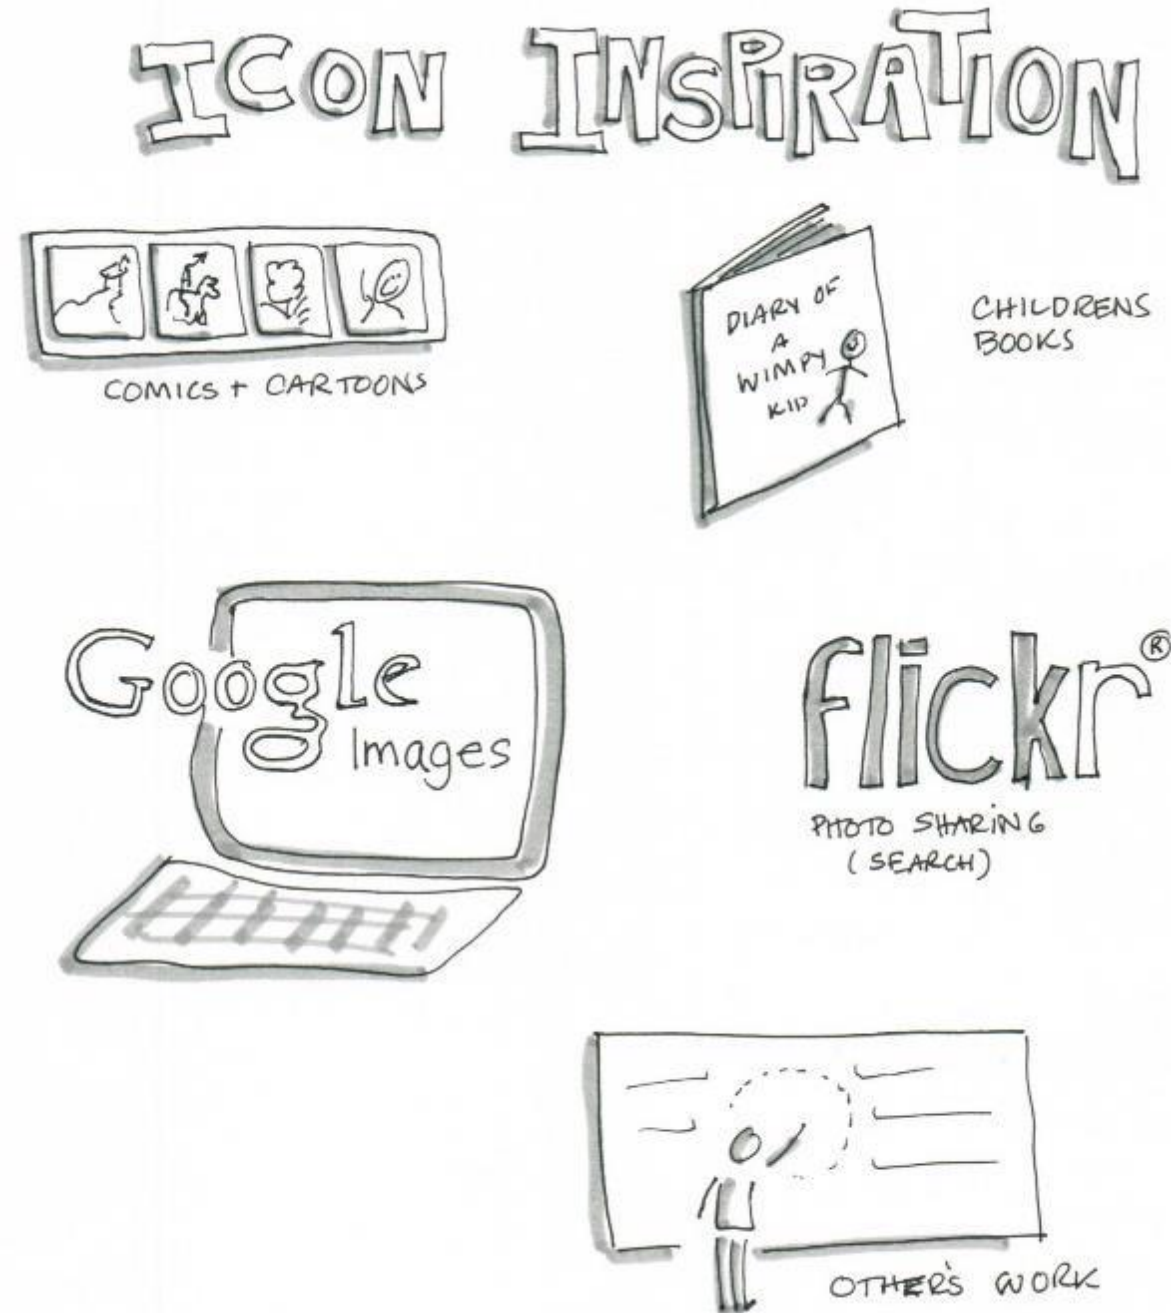 ICON INSPIRATION
COMICS + CARTOONS
DIARY OF
A
WIMPY
KID
CHILDRENS
BOOKS
Google
Images
flickr®
PHOTO SHARING
(SEARCH)
OTHER'S WORK